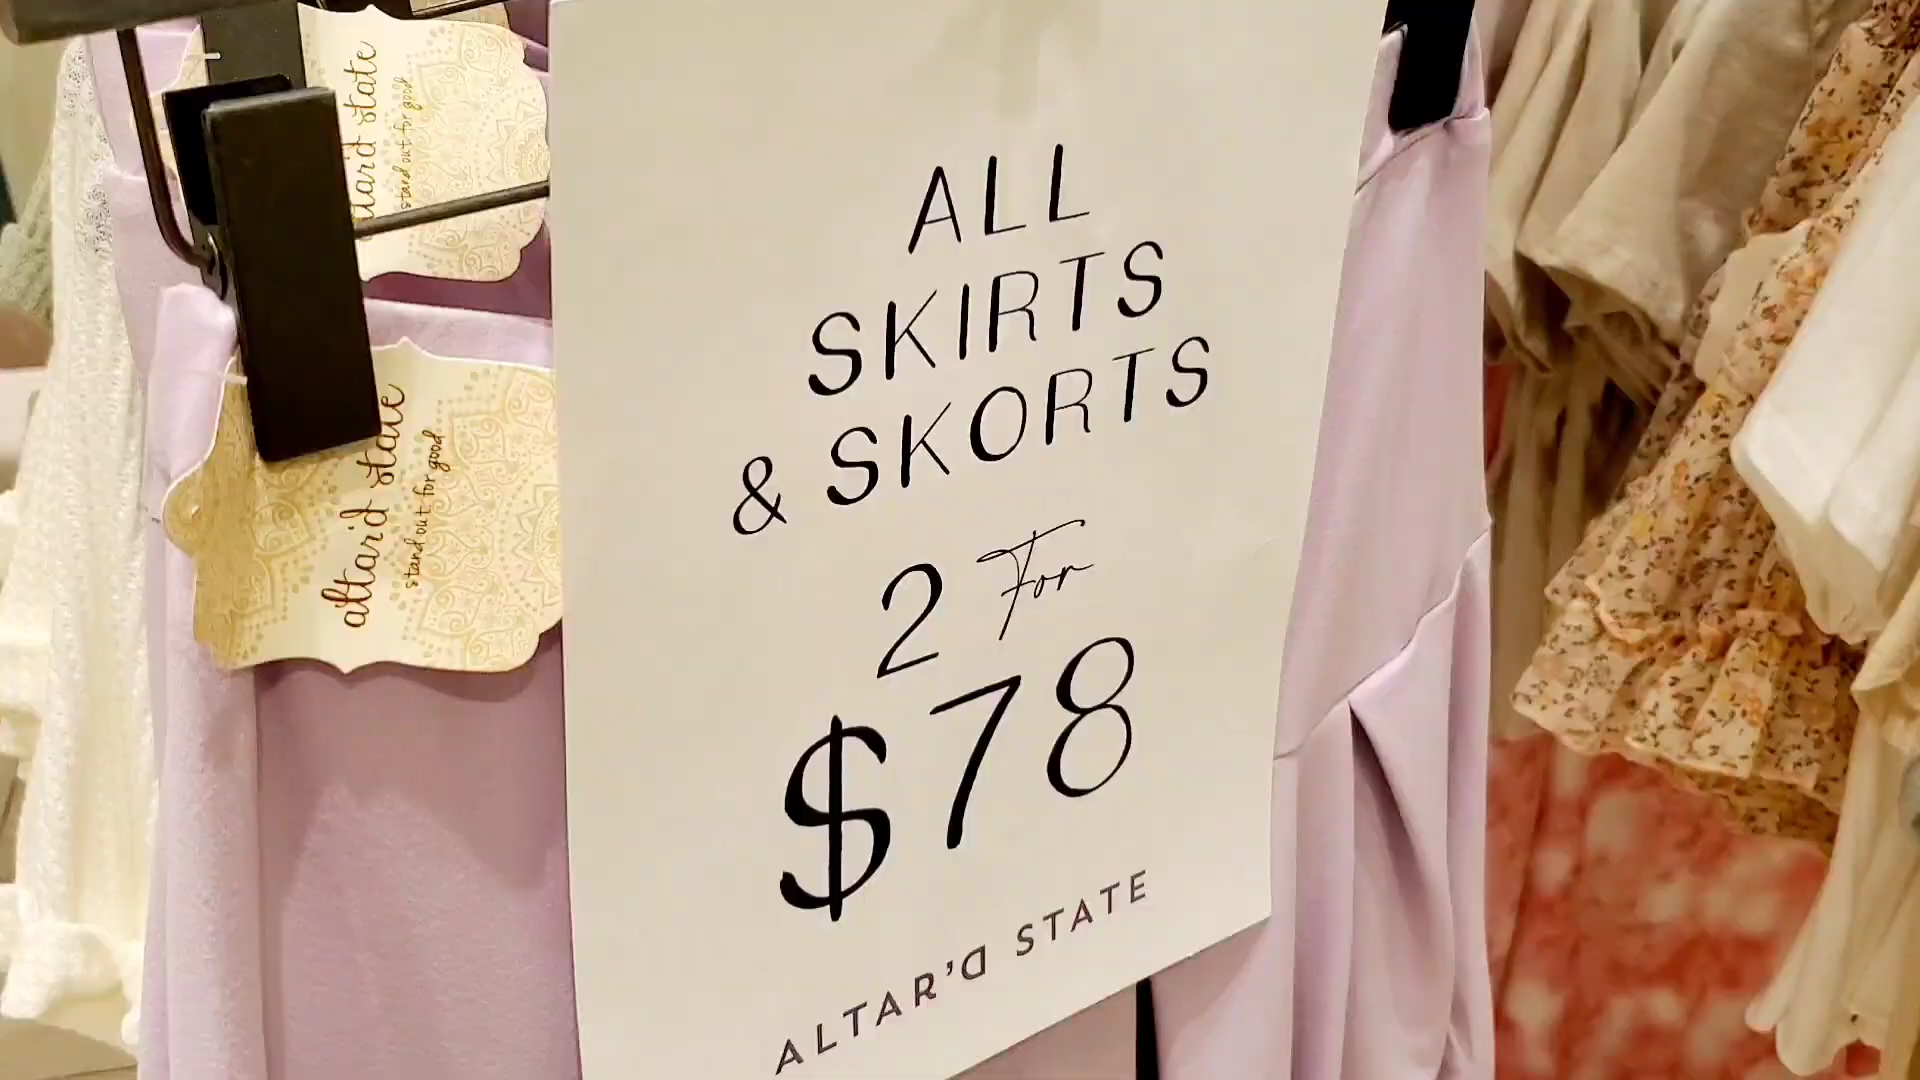 altar'd state
stand out for good
altar'd state
stand out for good
ALL
SKIRTS
& SKORTS
2 For
$78
ALTAR'D STATE